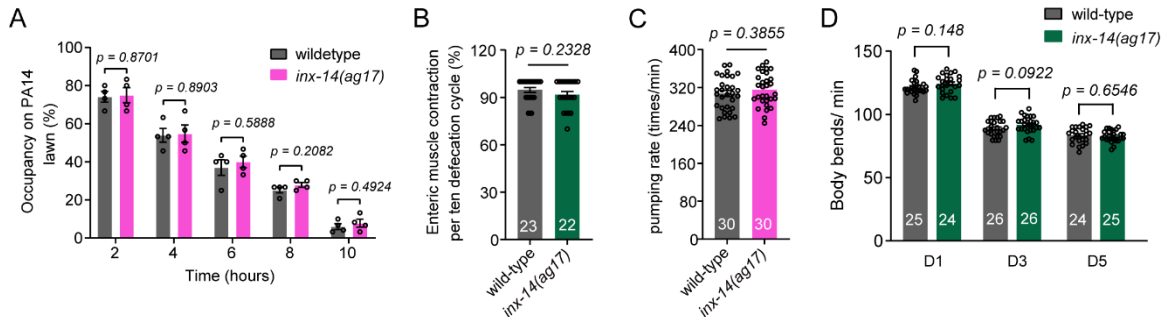 A
wildetype
inx-14(ag17)
Occupancy on PA14
lawn (%)
100
80
60
40
20
0
p = 0.8701
p = 0.8903
p = 0.5888
p = 0.2082
p = 0.4924
2
4
6
8
10
Time (hours)
B
p = 0.2328
Enteric muscle contraction
per ten defecation cycle (%)
120
90
60
30
0
23
22
wild-type
inx-14(ag17)
C
p = 0.3855
pumping rate (times/min)
400
360
320
240
160
80
0
30
30
wild-type
inx-14(ag17)
D
wild-type
inx-14(ag17)
Body bends/ min
150
100
50
0
p = 0.148
p = 0.0922
p = 0.6546
25
24
26
26
24
25
D1
D3
D5